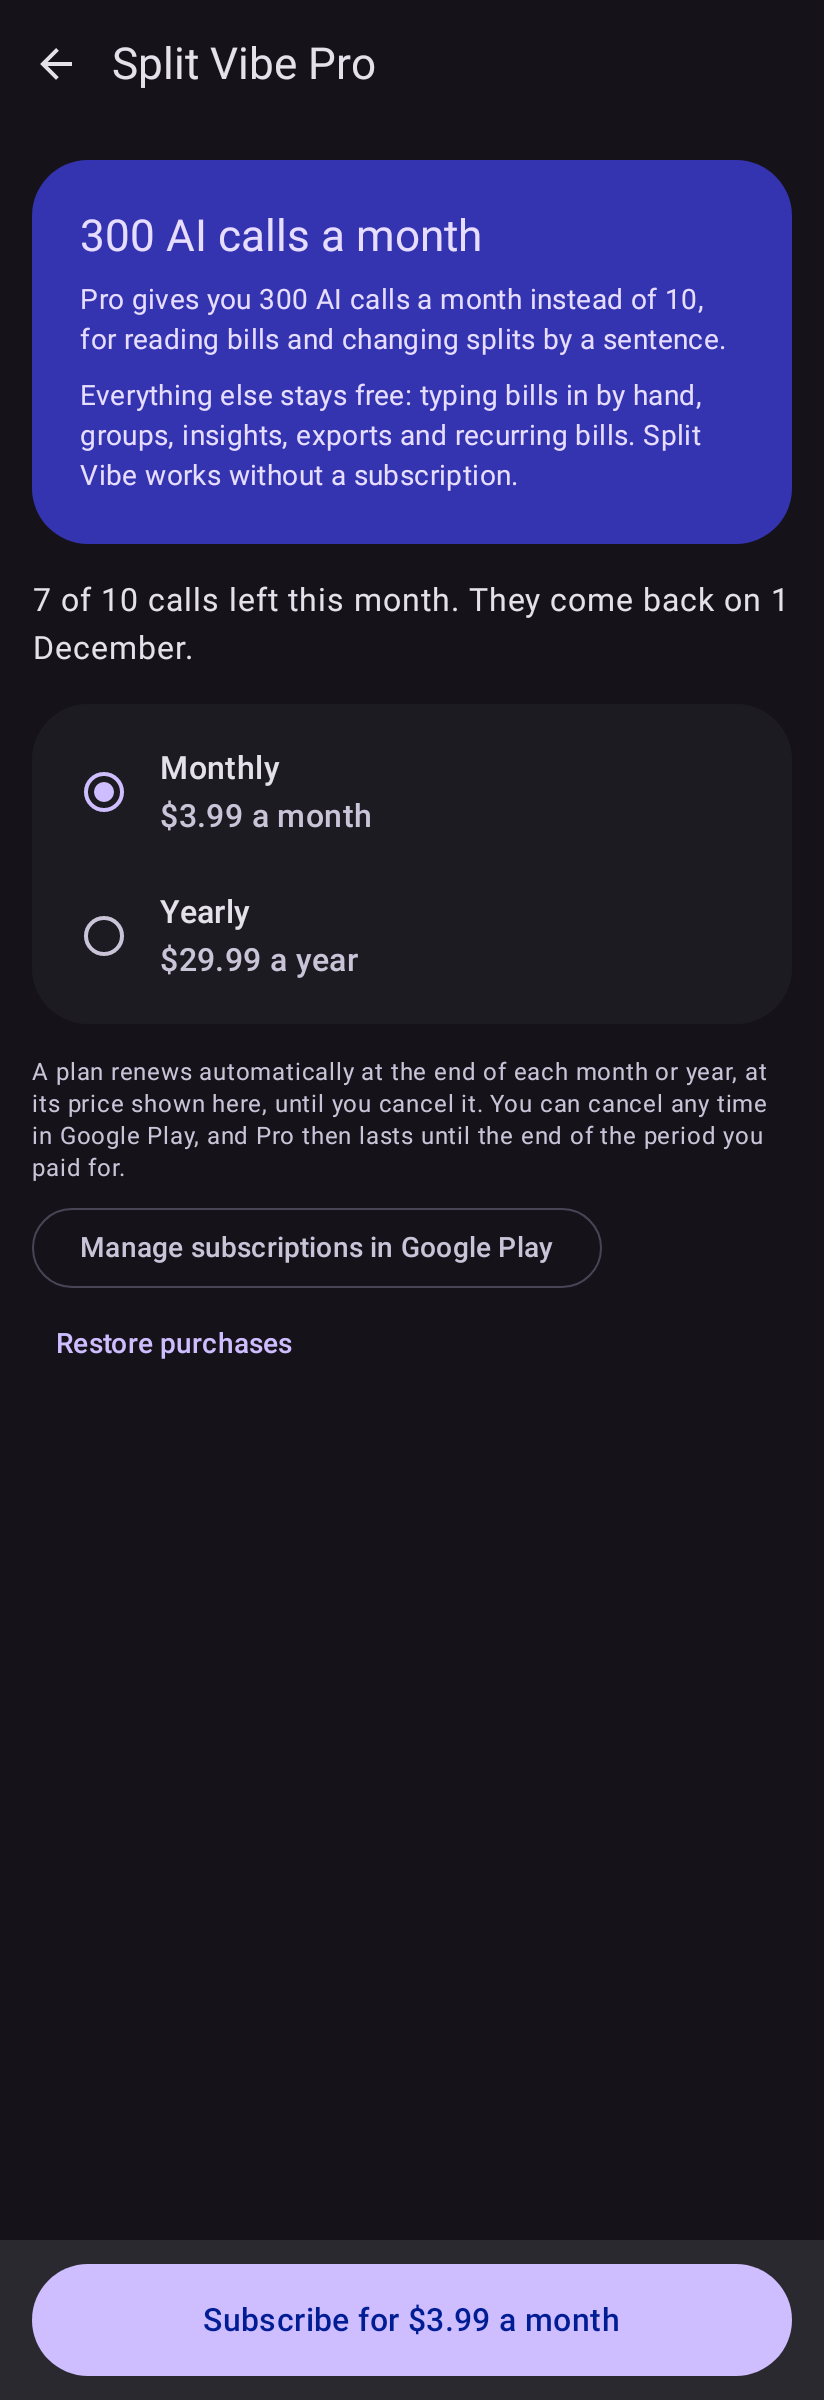 Split Vibe Pro
300 AI calls a month
Pro gives you 300 AI calls a month instead of 10,
for reading bills and changing splits by a sentence.
Everything else stays free: typing bills in by hand,
groups, insights, exports and recurring bills. Split
Vibe works without a subscription.
7 of 10 calls left this month. They come back on 1
December.
Monthly
$3.99 a month
Yearly
$29.99 a year
A plan renews automatically at the end of each month or year, at
its price shown here, until you cancel it. You can cancel any time
in Google Play, and Pro then lasts until the end of the period you
paid for.
Manage subscriptions in Google Play
Restore purchases
Subscribe for $3.99 a month